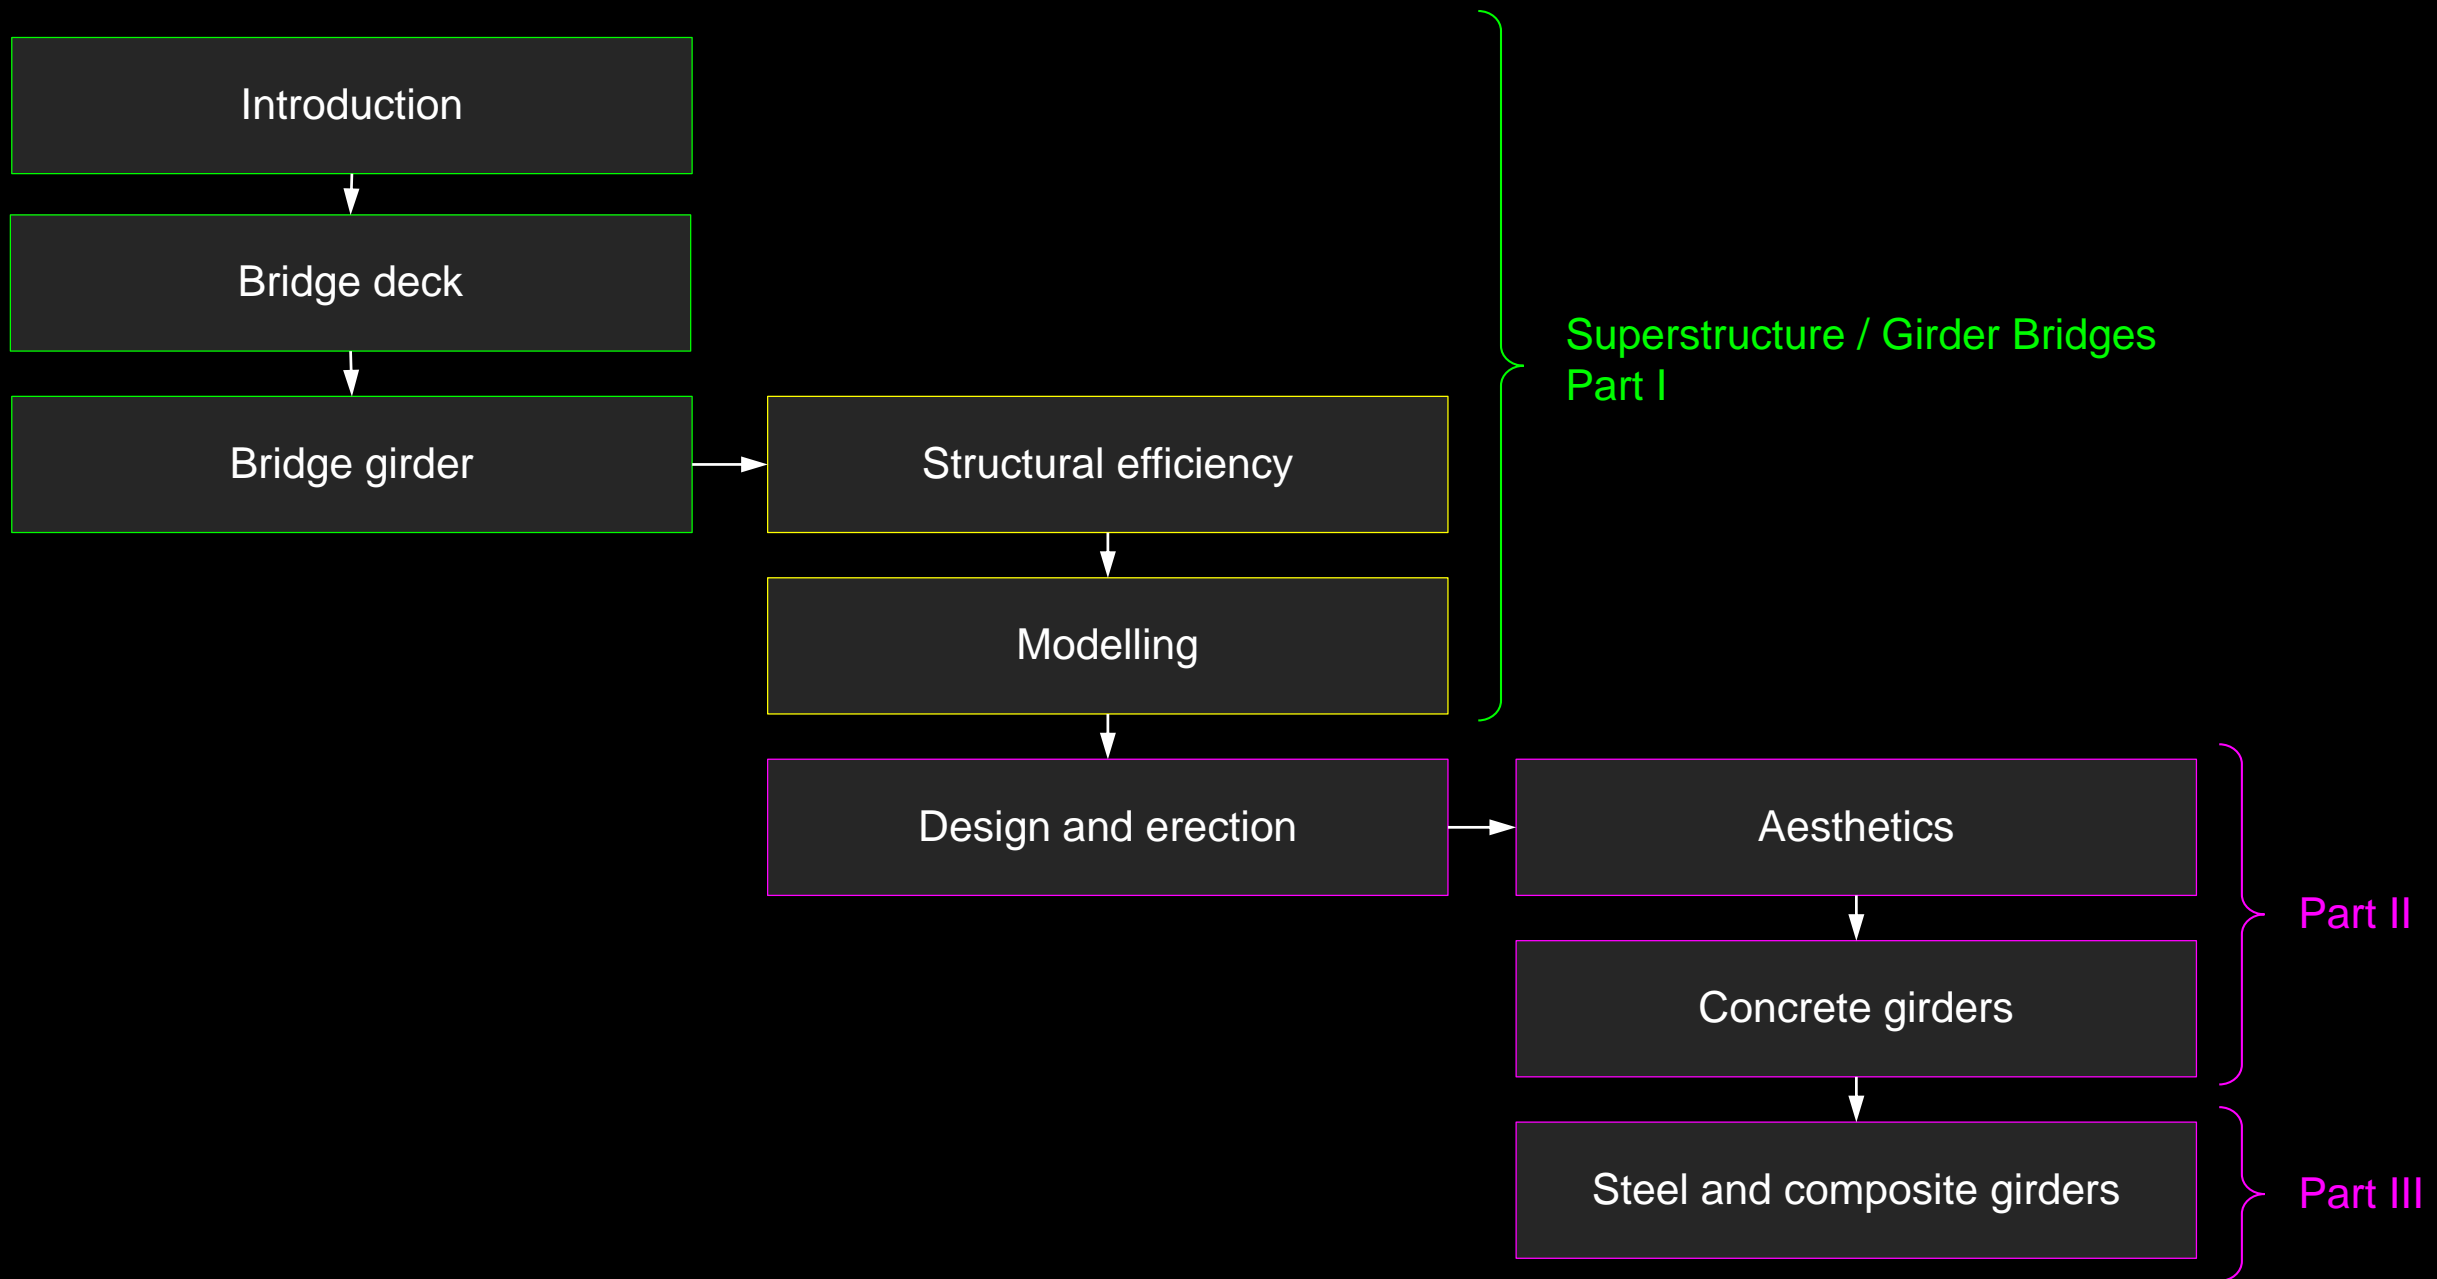 Introduction
Bridge deck
Superstructure / Girder Bridges
Part I
Bridge girder
Structural efficiency
Modelling
Design and erection
Aesthetics
Part II
Concrete girders
Steel and composite girders
Part III